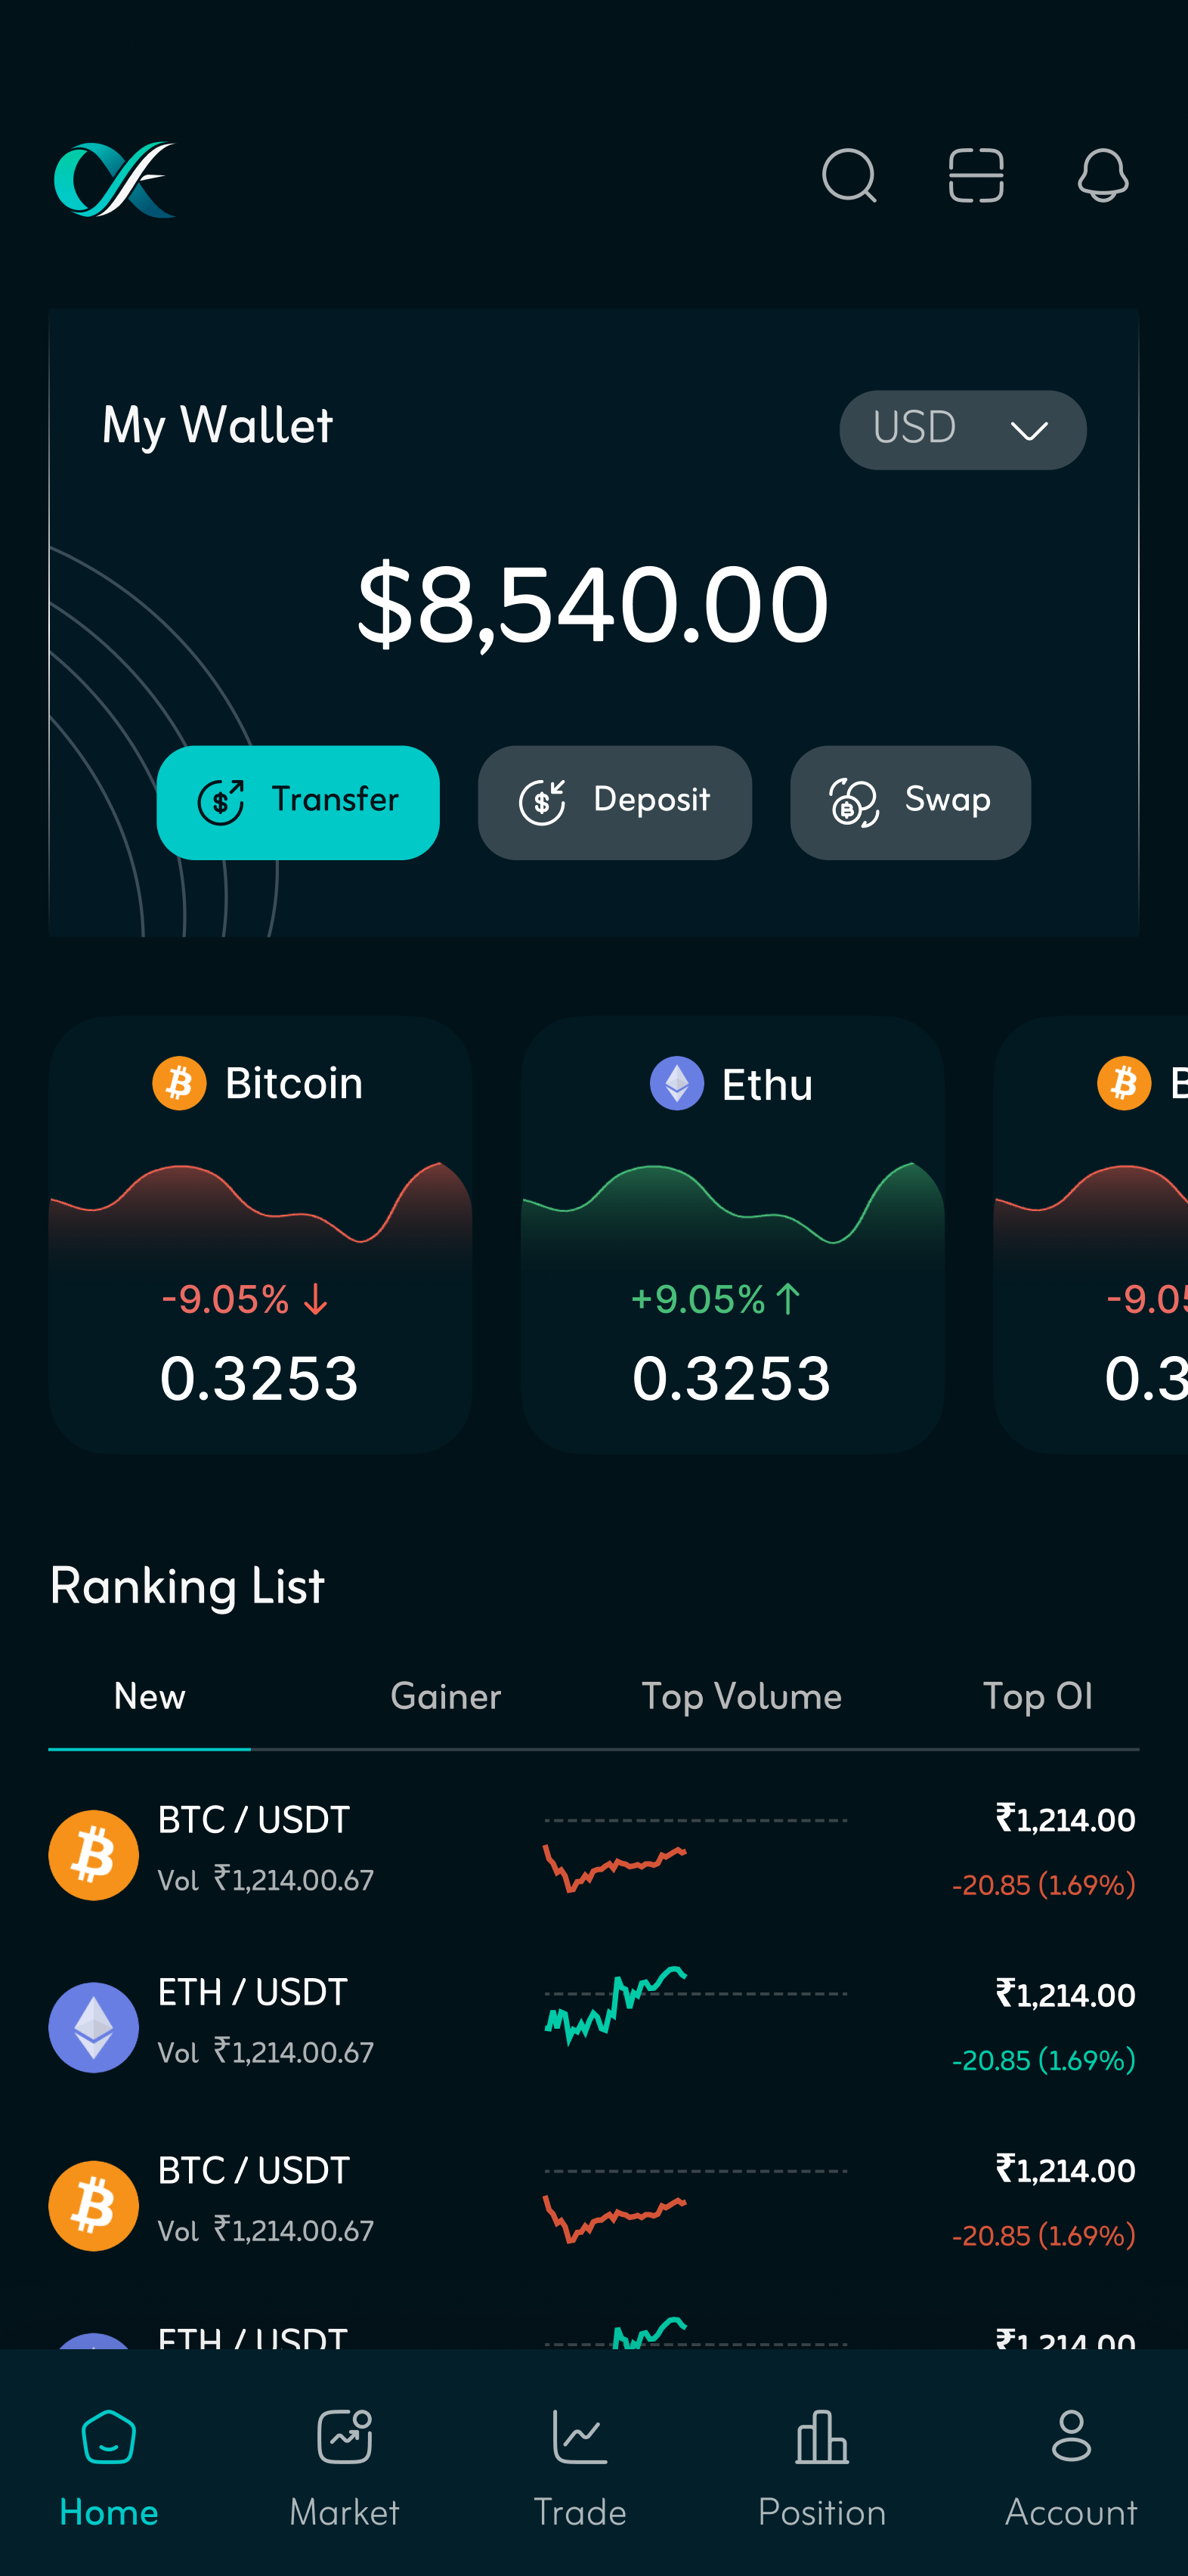 My Wallet
USD
$8,540.00
Transfer
Deposit
Swap
Bitcoin
Ethu
B
-9.05% ↓
+9.05% ↑
-9.05
0.3253
0.3253
0.3
Ranking List
New
Gainer
Top Volume
Top OI
BTC / USDT
₹1,214.00
Vol ₹1,214.00.67
-20.85 (1.69%)
ETH / USDT
₹1,214.00
Vol ₹1,214.00.67
-20.85 (1.69%)
BTC / USDT
₹1,214.00
Vol ₹1,214.00.67
-20.85 (1.69%)
ETH / USDT
₹1,214.00
Home
Market
Trade
Position
Account